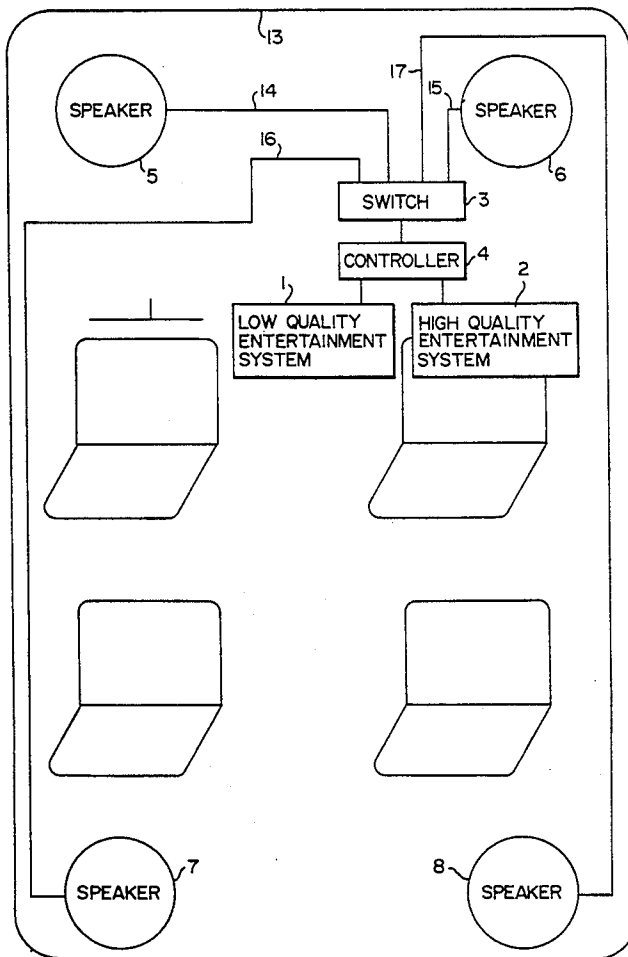 13
17
14
15
SPEAKER
SPEAKER
16
5
6
SWITCH
3
CONTROLLER
4
1
2
LOW QUALITY
ENTERTAINMENT
SYSTEM
HIGH QUALITY
ENTERTAINMENT
SYSTEM
7
8
SPEAKER
SPEAKER